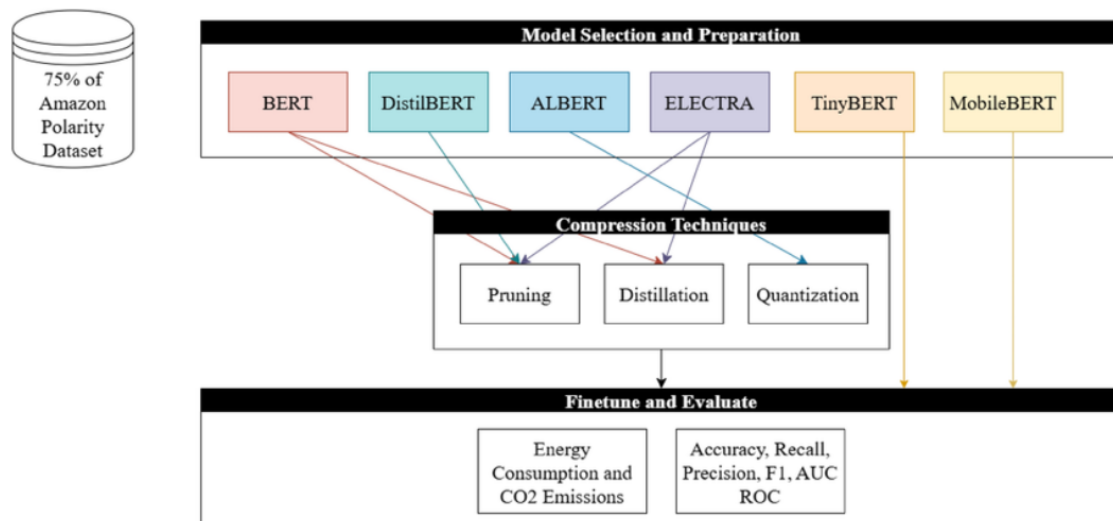 75% of
Amazon
Polarity
Dataset
Model Selection and Preparation
BERT
DistilBERT
ALBERT
ELECTRA
TinyBERT
MobileBERT
Compression Techniques
Pruning
Distillation
Quantization
Finetune and Evaluate
Energy
Consumption and
CO2 Emissions
Accuracy, Recall,
Precision, F1, AUC
ROC